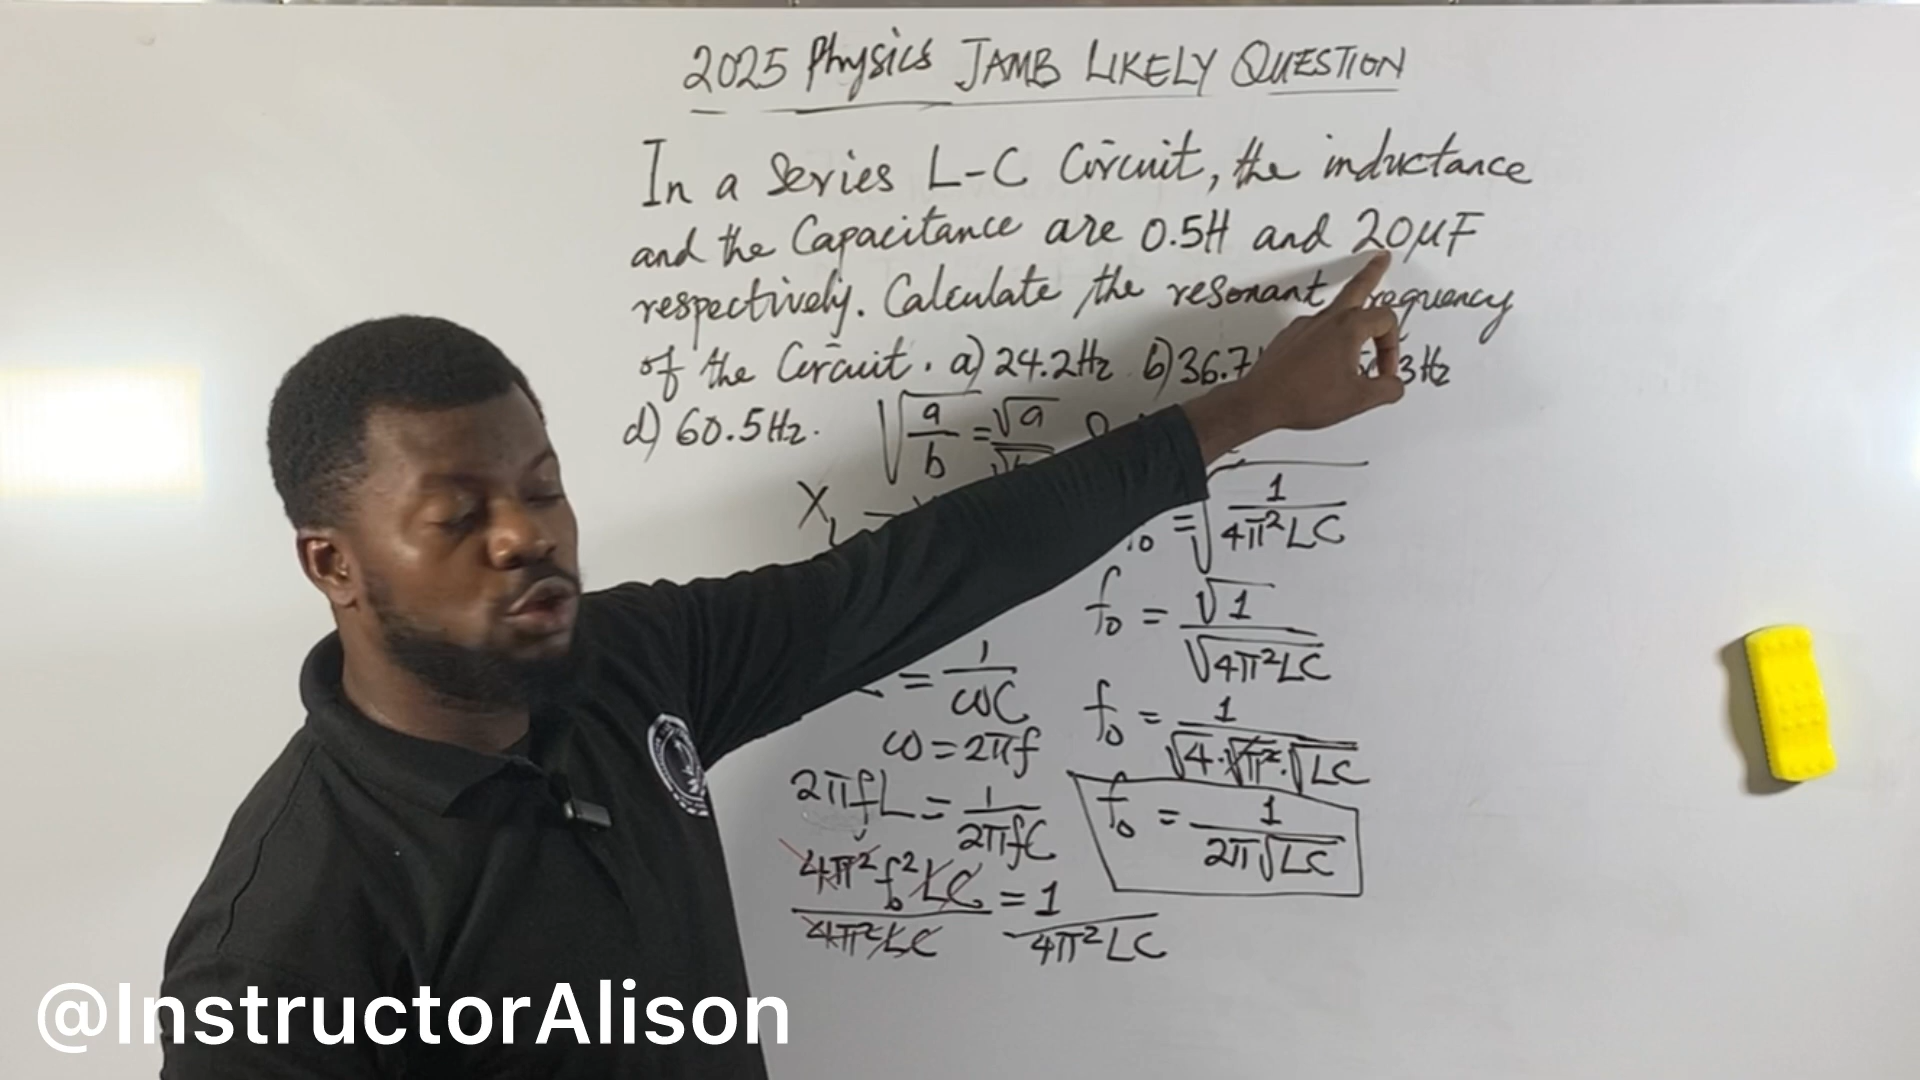 2025 Physics JAMB LIKELY QUESTION
In a Series L-C Circuit, the inductance
and the Capacitance are 0.5H and 20μF
respectively. Calculate the resonant frequency
of the Circuit. a) 24.2Hz b) 36.7 3Hz
d) 60.5Hz.
√(a/b) = √a
X_L
= √(1/4π²LC)
f₀ = √1/√(4π²LC)
= 1/ωC
f₀ = 1/(√4·√π²·√LC)
ω = 2πf
2πfL = 1/2πfC
f₀ = 1/(2π√LC)
4π²f₀²LC/4π²LC = 1/4π²LC
@InstructorAlison